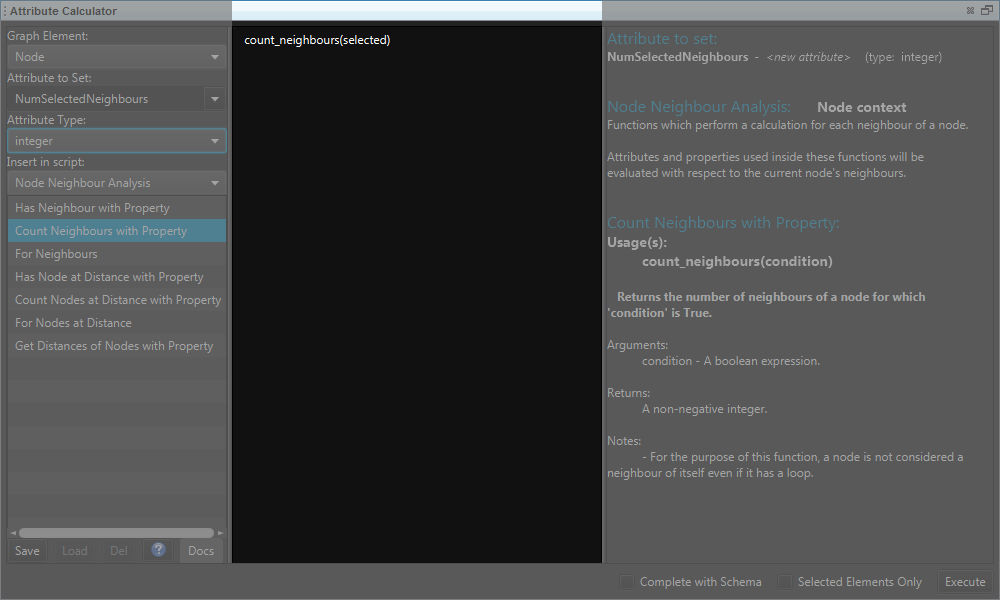 Attribute Calculator
Graph Element:
Node
Attribute to Set:
NumSelectedNeighbours
Attribute Type:
integer
Insert in script:
Node Neighbour Analysis
Has Neighbour with Property
Count Neighbours with Property
For Neighbours
Has Node at Distance with Property
Count Nodes at Distance with Property
For Nodes at Distance
Get Distances of Nodes with Property
Save Load Del ? Docs
count_neighbours(selected)
Attribute to set:
NumSelectedNeighbours - <new attribute> (type: integer)
Node Neighbour Analysis: Node context
Functions which perform a calculation for each neighbour of a node.
Attributes and properties used inside these functions will be
evaluated with respect to the current node's neighbours.
Count Neighbours with Property:
Usage(s):
count_neighbours(condition)
Returns the number of neighbours of a node for which
'condition' is True.
Arguments:
condition - A boolean expression.
Returns:
A non-negative integer.
Notes:
- For the purpose of this function, a node is not considered a
neighbour of itself even if it has a loop.
Complete with Schema Selected Elements Only Execute